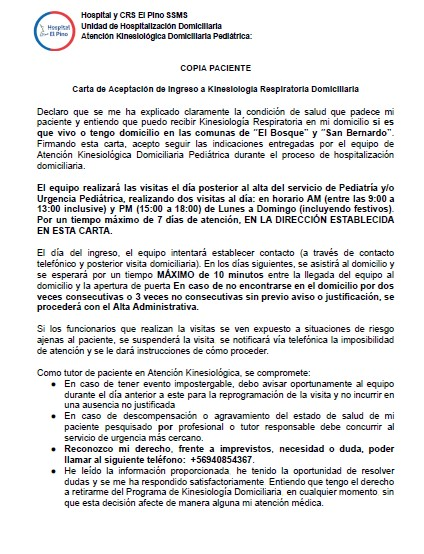 Hospital El Pino
Hospital y CRS El Pino SSMS
Unidad de Hospitalización Domiciliaria
Atención Kinesiológica Domiciliaria Pediátrica:
COPIA PACIENTE
Carta de Aceptación de Ingreso a Kinesiología Respiratoria Domiciliaria
Declaro que se me ha explicado claramente la condición de salud que padece mi
paciente y entiendo que puedo recibir Kinesiología Respiratoria en mi domicilio si es
que vivo o tengo domicilio en las comunas de "El Bosque" y "San Bernardo".
Firmando esta carta, acepto seguir las indicaciones entregadas por el equipo de
Atención Kinesiológica Domiciliaria Pediátrica durante el proceso de hospitalización
domiciliaria.
El equipo realizará las visitas el día posterior al alta del servicio de Pediatría y/o
Urgencia Pediátrica, realizando dos visitas al día: en horario AM (entre las 9:00 a
13:00 inclusive) y PM (15:00 a 18:00) de Lunes a Domingo (incluyendo festivos).
Por un tiempo máximo de 7 días de atención, EN LA DIRECCIÓN ESTABLECIDA
EN ESTA CARTA.
El día del ingreso, el equipo intentará establecer contacto (a través de contacto
telefónico y posterior visita domiciliaria). En los días siguientes, se asistirá al domicilio y
se esperará por un tiempo MÁXIMO de 10 minutos entre la llegada del equipo al
domicilio y la apertura de puerta En caso de no encontrarse en el domicilio por dos
veces consecutivas o 3 veces no consecutivas sin previo aviso o justificación, se
procederá con el Alta Administrativa.
Si los funcionarios que realizan la visitas se ven expuesto a situaciones de riesgo
ajenas al paciente, se suspenderá la visita se notificará vía telefónica la imposibilidad
de atención y se le dará instrucciones de cómo proceder.
Como tutor de paciente en Atención Kinesiológica, se compromete:
● En caso de tener evento impostergable, debo avisar oportunamente al equipo
durante el día anterior a este para la reprogramación de la visita y no incurrir en
una ausencia no justificada
● En caso de descompensación o agravamiento del estado de salud de mi
paciente pesquisado por profesional o tutor responsable debe concurrir al
servicio de urgencia más cercano.
● Reconozco mi derecho, frente a imprevistos, necesidad o duda, poder
llamar al siguiente teléfono: +56940854367.
● He leído la información proporcionada he tenido la oportunidad de resolver
dudas y se me ha respondido satisfactoriamente Entiendo que tengo el derecho
a retirarme del Programa de Kinesiología Domiciliaria en cualquier momento sin
que esta decisión afecte de manera alguna mi atención médica.